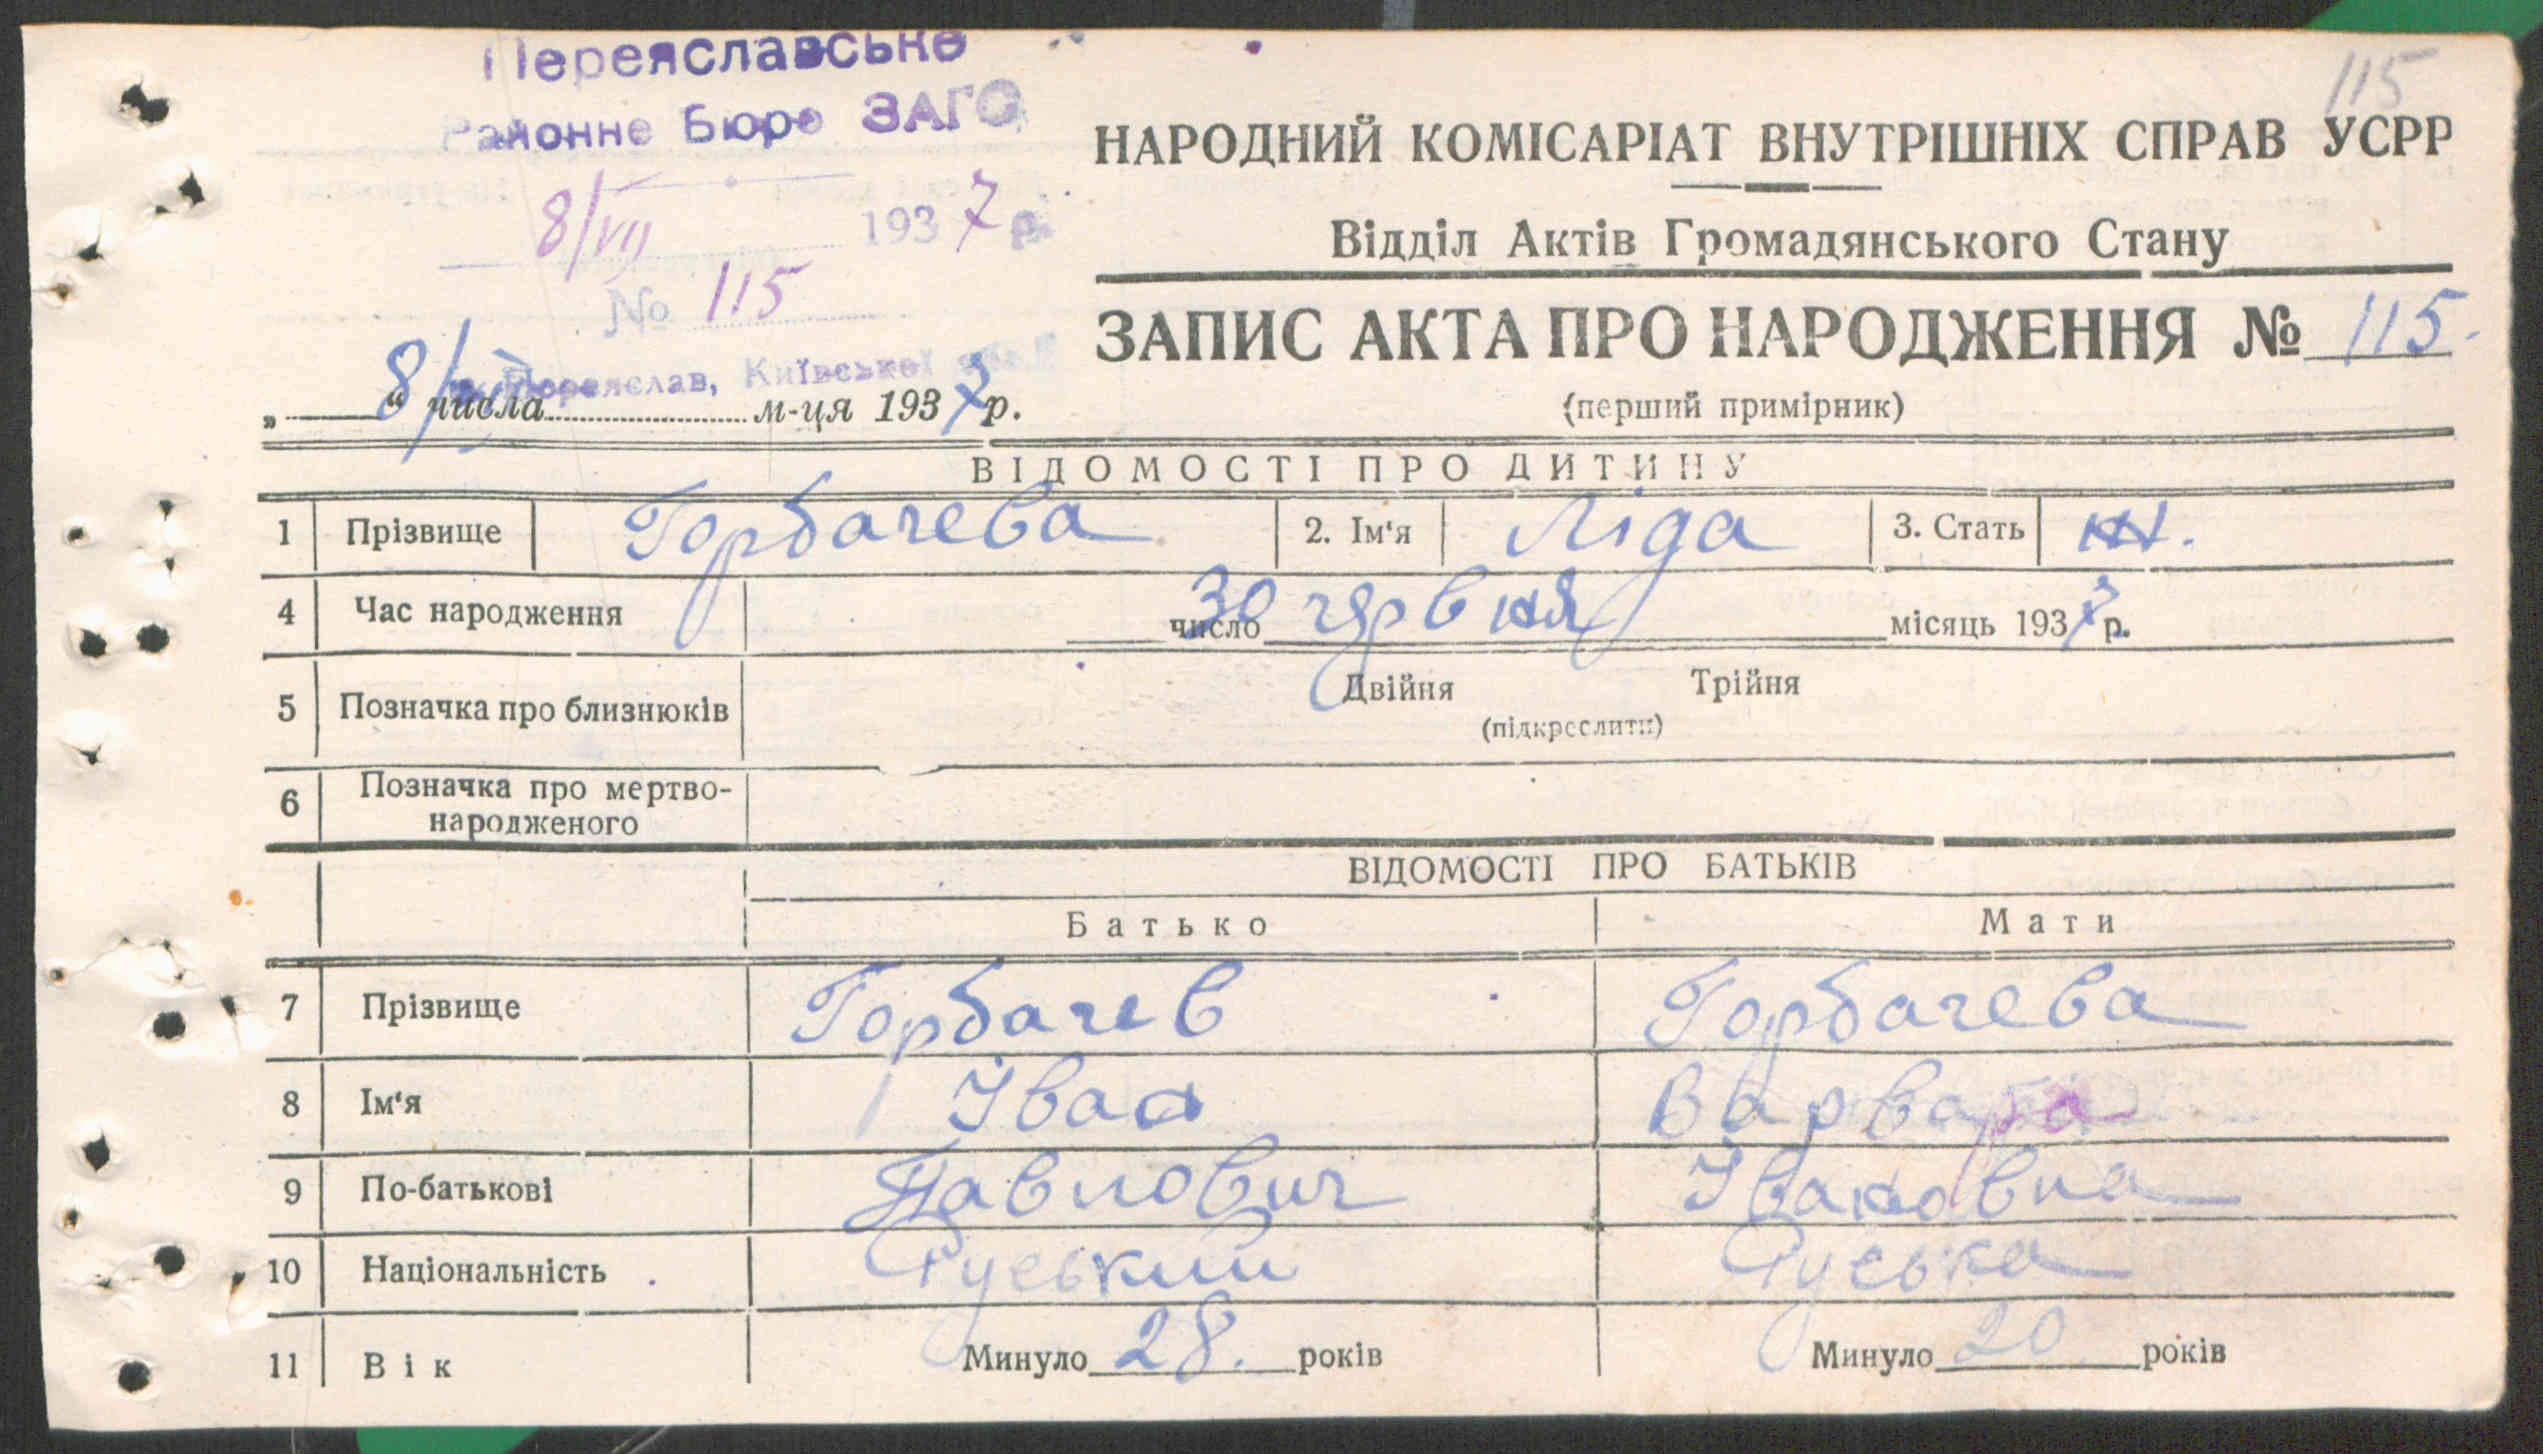 115
Переяславське
Районне Бюро ЗАГС
8/VII 1937 р.
№ 115
м. Переяслав, Київської
НАРОДНИЙ КОМІСАРІАТ ВНУТРІШНІХ СПРАВ УСРР
Відділ Актів Громадянського Стану
ЗАПИС АКТА ПРО НАРОДЖЕННЯ № 115.
(перший примірник)
„ 8/VII “ числа м-ця 1937 р.
ВІДОМОСТІ ПРО ДИТИНУ
1 Прізвище Горбачева 2. Ім‘я Ліда 3. Стать ж.
4 Час народження 30 число червня місяць 1937 р.
5 Позначка про близнюків Двійня Трійня
(підкреслити)
6 Позначка про мертво-
народженого
ВІДОМОСТІ ПРО БАТЬКІВ
Батько Мати
7 Прізвище Горбачев Горбачева
8 Ім‘я Іван Варвара
9 По-батькові Павлович Івановна
10 Національність Руський Руська
11 Вік Минуло 28. років Минуло 20 років